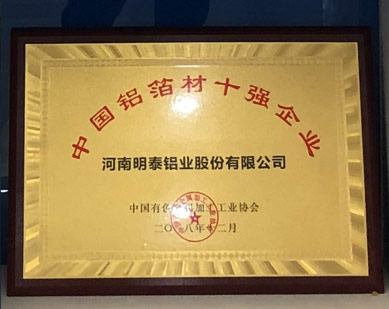 中国铝箔材十强企业
河南明泰铝业股份有限公司
中国有色金属加工工业协会
二〇一八年十二月